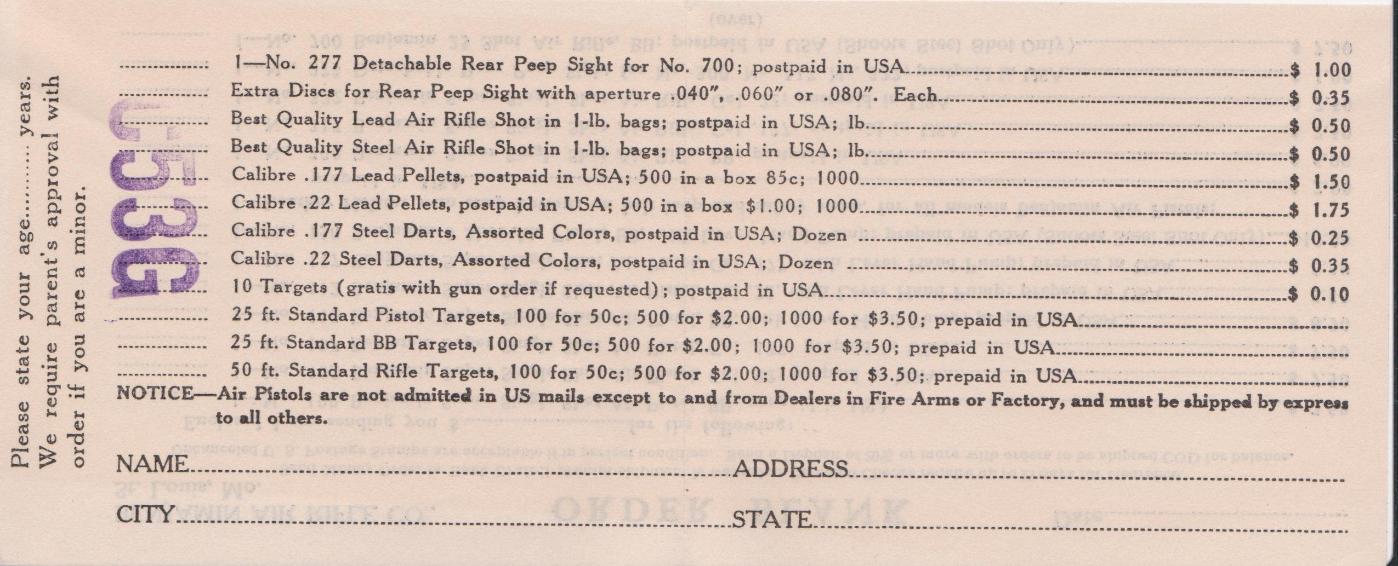 Please state your age.......... years.
We require parent's approval with
order if you are a minor.
C53G
1—No. 277 Detachable Rear Peep Sight for No. 700; postpaid in USA $ 1.00
Extra Discs for Rear Peep Sight with aperture .040″, .060″ or .080″. Each $ 0.35
Best Quality Lead Air Rifle Shot in 1-lb. bags; postpaid in USA; lb. $ 0.50
Best Quality Steel Air Rifle Shot in 1-lb. bags; postpaid in USA; lb. $ 0.50
Calibre .177 Lead Pellets, postpaid in USA; 500 in a box 85c; 1000 $ 1.50
Calibre .22 Lead Pellets, postpaid in USA; 500 in a box $1.00; 1000 $ 1.75
Calibre .177 Steel Darts, Assorted Colors, postpaid in USA; Dozen $ 0.25
Calibre .22 Steel Darts, Assorted Colors, postpaid in USA; Dozen $ 0.35
10 Targets (gratis with gun order if requested); postpaid in USA $ 0.10
25 ft. Standard Pistol Targets, 100 for 50c; 500 for $2.00; 1000 for $3.50; prepaid in USA
25 ft. Standard BB Targets, 100 for 50c; 500 for $2.00; 1000 for $3.50; prepaid in USA
50 ft. Standard Rifle Targets, 100 for 50c; 500 for $2.00; 1000 for $3.50; prepaid in USA
NOTICE—Air Pistols are not admitted in US mails except to and from Dealers in Fire Arms or Factory, and must be shipped by express
to all others.
NAME ADDRESS
CITY STATE